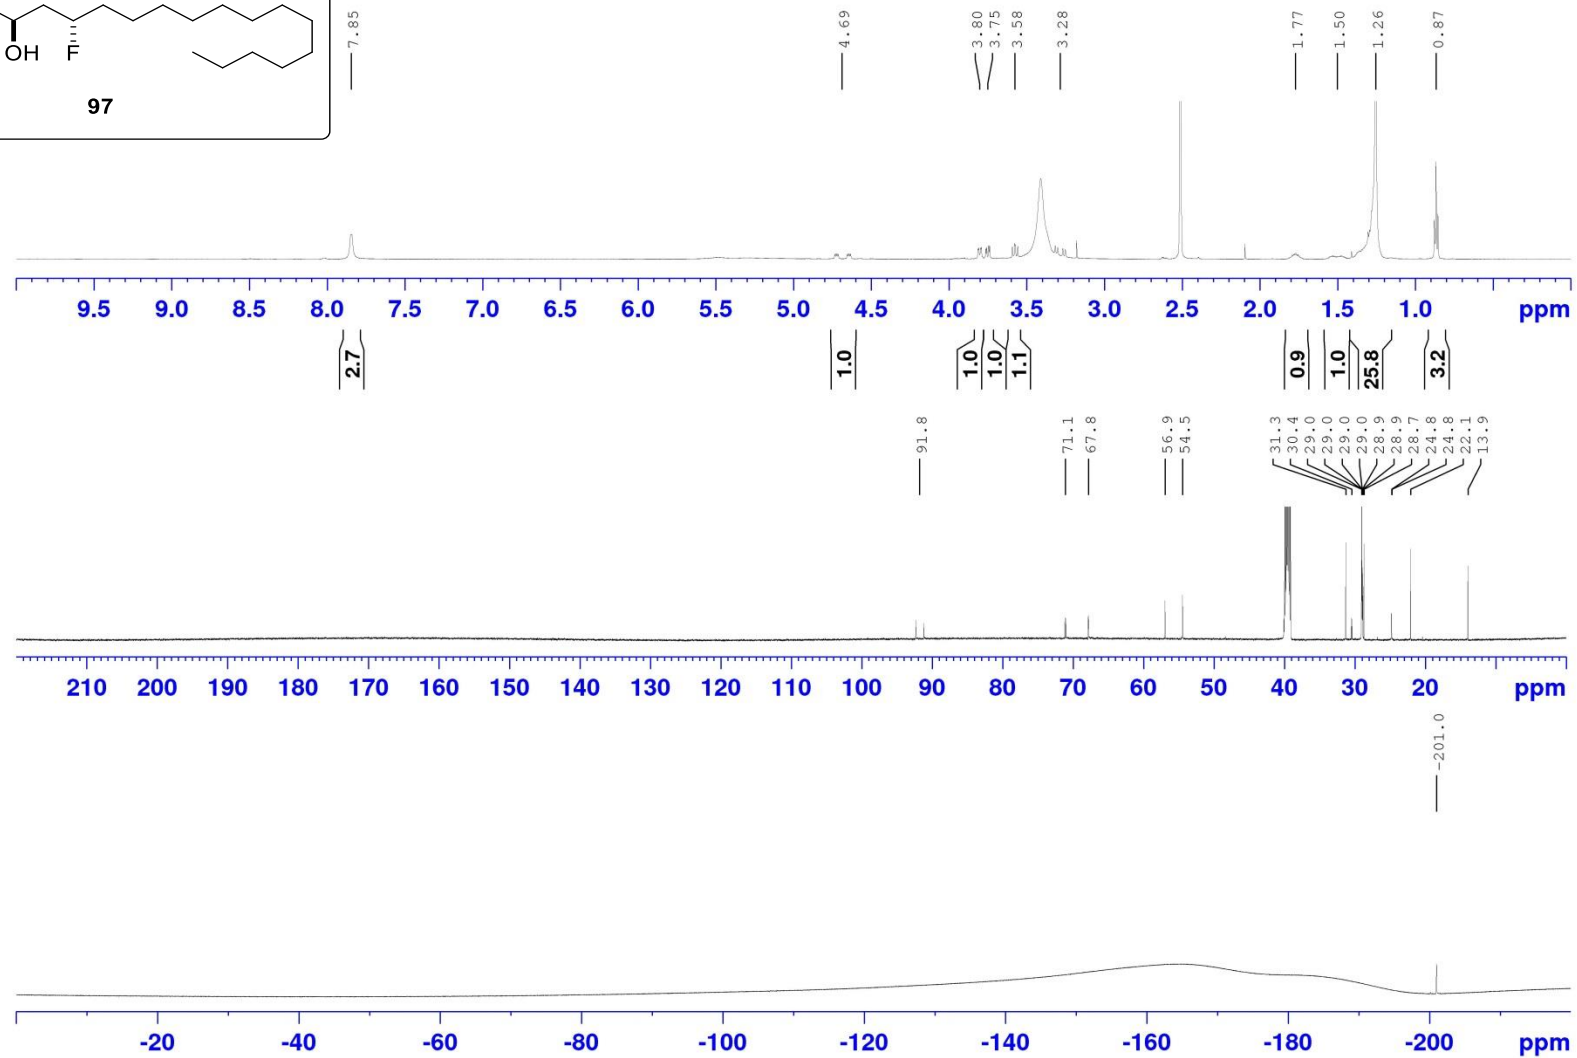 OH F
97
7.85 4.69 3.80 3.75 3.58 3.28 1.77 1.50 1.26 0.87
9.5 9.0 8.5 8.0 7.5 7.0 6.5 6.0 5.5 5.0 4.5 4.0 3.5 3.0 2.5 2.0 1.5 1.0 ppm
2.7 1.0 1.0 1.0 1.1 0.9 1.0 25.8 3.2
91.8 71.1 67.8 56.9 54.5 31.3 30.4 29.0 29.0 29.0 29.0 28.9 28.9 28.7 24.8 24.8 22.1 13.9
210 200 190 180 170 160 150 140 130 120 110 100 90 80 70 60 50 40 30 20 ppm
-201.0
-20 -40 -60 -80 -100 -120 -140 -160 -180 -200 ppm